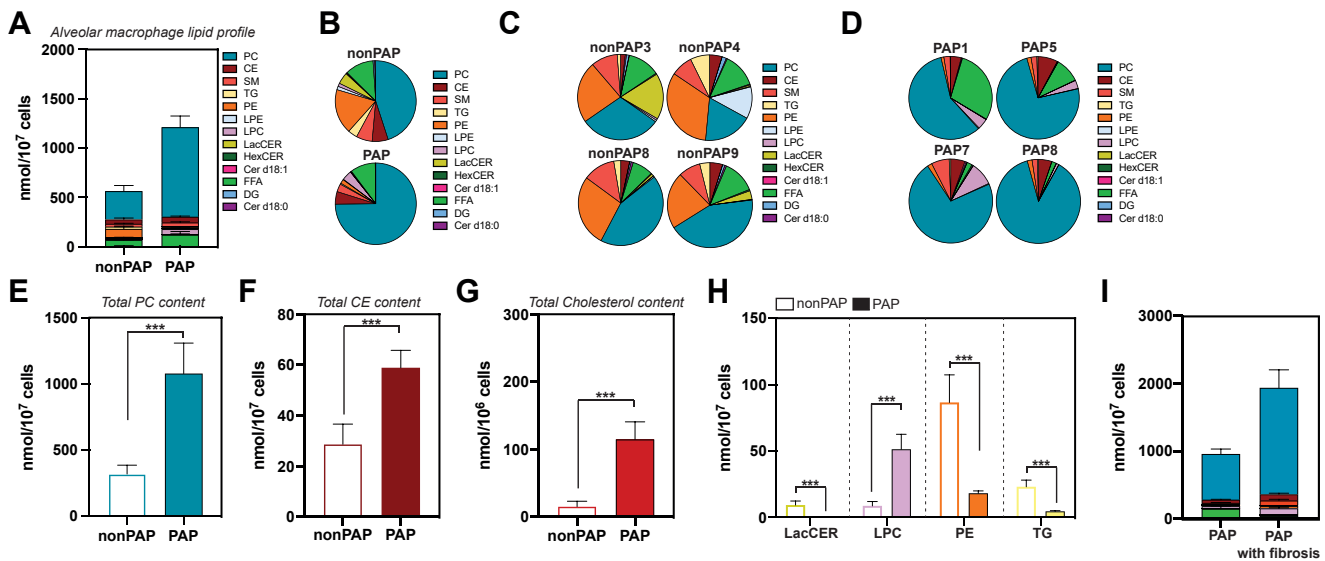 A
Alveolar macrophage lipid profile
nmol/10⁷ cells
2000
1500
1000
500
0
nonPAP
PAP
PC
CE
SM
TG
PE
LPE
LPC
LacCER
HexCER
Cer d18:1
FFA
DG
Cer d18:0
B
nonPAP
PAP
PC
CE
SM
TG
PE
LPE
LPC
LacCER
HexCER
Cer d18:1
FFA
DG
Cer d18:0
C
nonPAP3
nonPAP4
nonPAP8
nonPAP9
PC
CE
SM
TG
PE
LPE
LPC
LacCER
HexCER
Cer d18:1
FFA
DG
Cer d18:0
D
PAP1
PAP5
PAP7
PAP8
PC
CE
SM
TG
PE
LPE
LPC
LacCER
HexCER
Cer d18:1
FFA
DG
Cer d18:0
E
Total PC content
nmol/10⁷ cells
1500
1000
500
0
***
nonPAP
PAP
F
Total CE content
nmol/10⁷ cells
80
60
40
20
0
***
nonPAP
PAP
G
Total Cholesterol content
nmol/10⁶ cells
300
200
100
0
***
nonPAP
PAP
H
nonPAP
PAP
nmol/10⁷ cells
150
100
50
0
***
***
***
***
LacCER
LPC
PE
TG
I
nmol/10⁷ cells
3000
2000
1000
0
PAP
PAP
with fibrosis